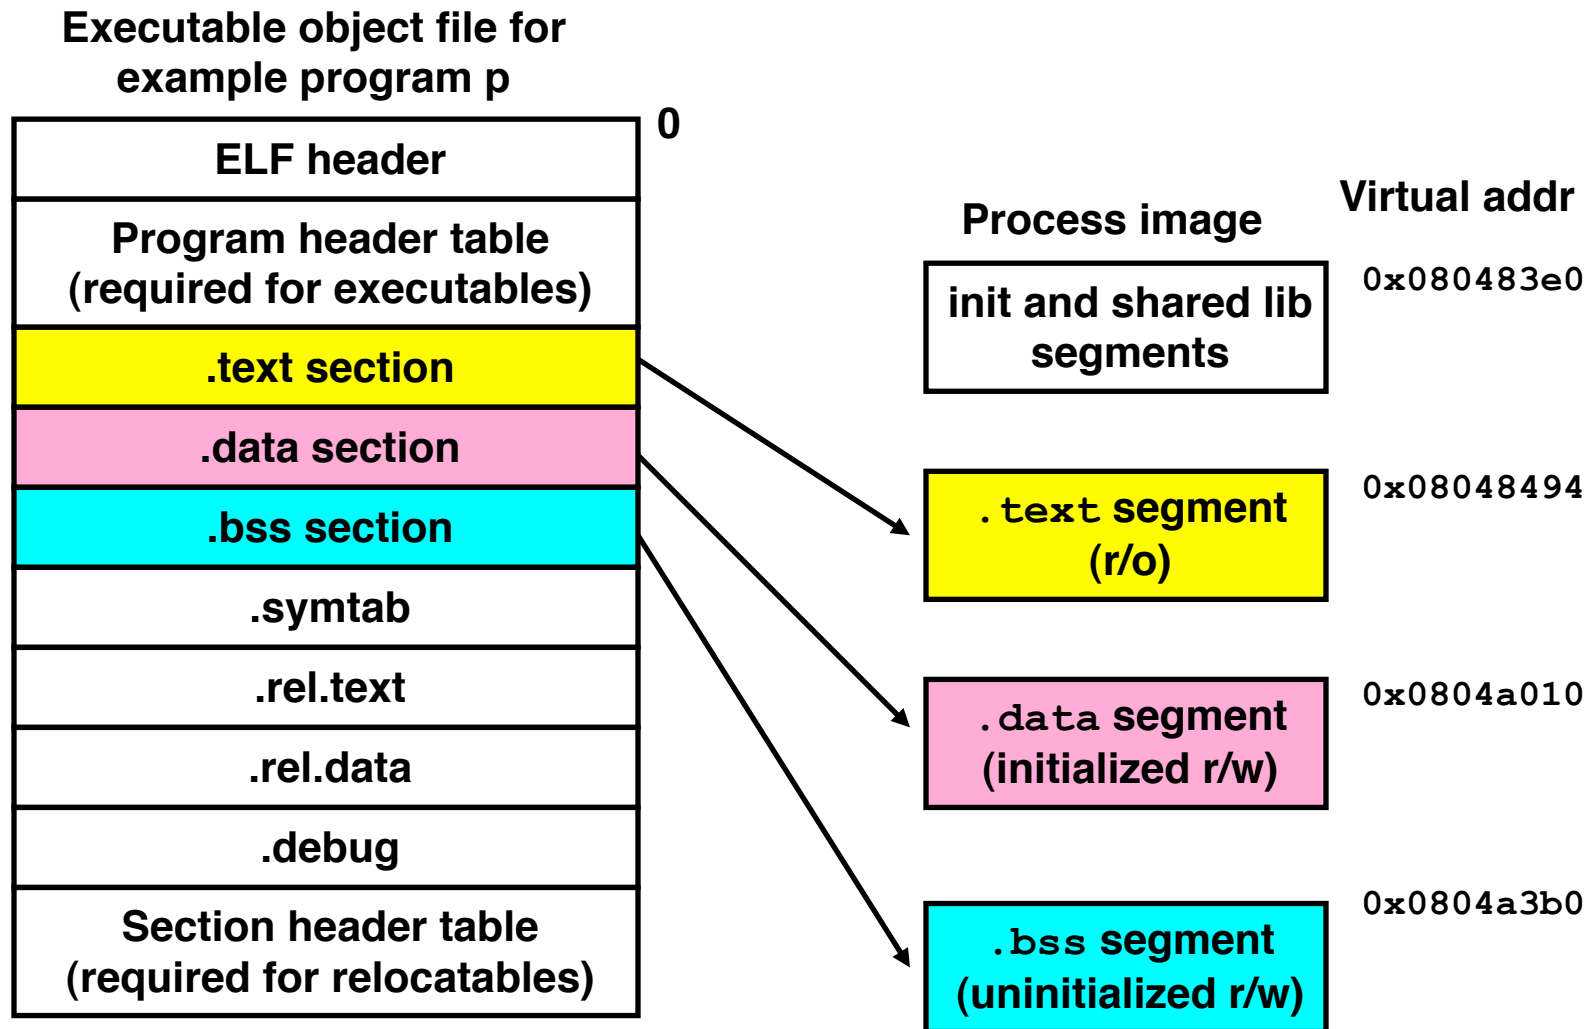 Executable object file for
example program p
0
ELF header
Program header table
(required for executables)
.text section
.data section
.bss section
.symtab
.rel.text
.rel.data
.debug
Section header table
(required for relocatables)
Process image
Virtual addr
init and shared lib
segments
0x080483e0
.text segment
(r/o)
0x08048494
.data segment
(initialized r/w)
0x0804a010
.bss segment
(uninitialized r/w)
0x0804a3b0